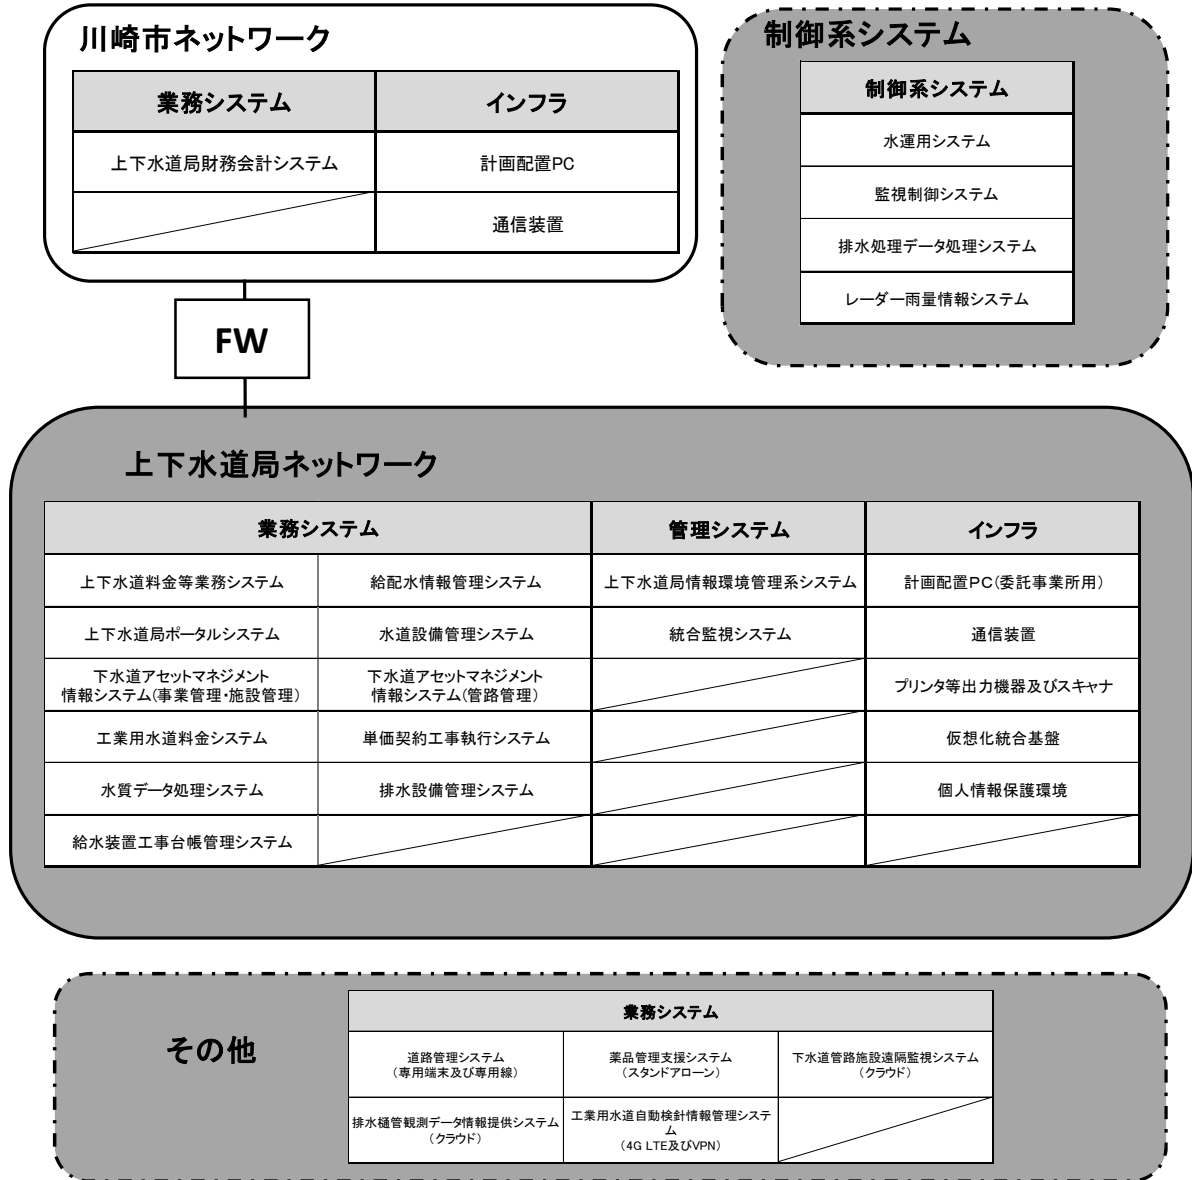 川崎市ネットワーク
業務システム
インフラ
上下水道局財務会計システム
計画配置PC
通信装置
制御系システム
制御系システム
水運用システム
監視制御システム
排水処理データ処理システム
レーダー雨量情報システム
FW
上下水道局ネットワーク
業務システム
管理システム
インフラ
上下水道料金等業務システム
給配水情報管理システム
上下水道局情報環境管理系システム
計画配置PC(委託事業所用)
上下水道局ポータルシステム
水道設備管理システム
統合監視システム
通信装置
下水道アセットマネジメント
情報システム(事業管理・施設管理)
下水道アセットマネジメント
情報システム(管路管理)
プリンタ等出力機器及びスキャナ
工業用水道料金システム
単価契約工事執行システム
仮想化統合基盤
水質データ処理システム
排水設備管理システム
個人情報保護環境
給水装置工事台帳管理システム
その他
業務システム
道路管理システム
(専用端末及び専用線)
薬品管理支援システム
(スタンドアローン)
下水道管路施設遠隔監視システム
(クラウド)
排水樋管観測データ情報提供システム
(クラウド)
工業用水道自動検針情報管理システ
ム
(4G LTE及びVPN)